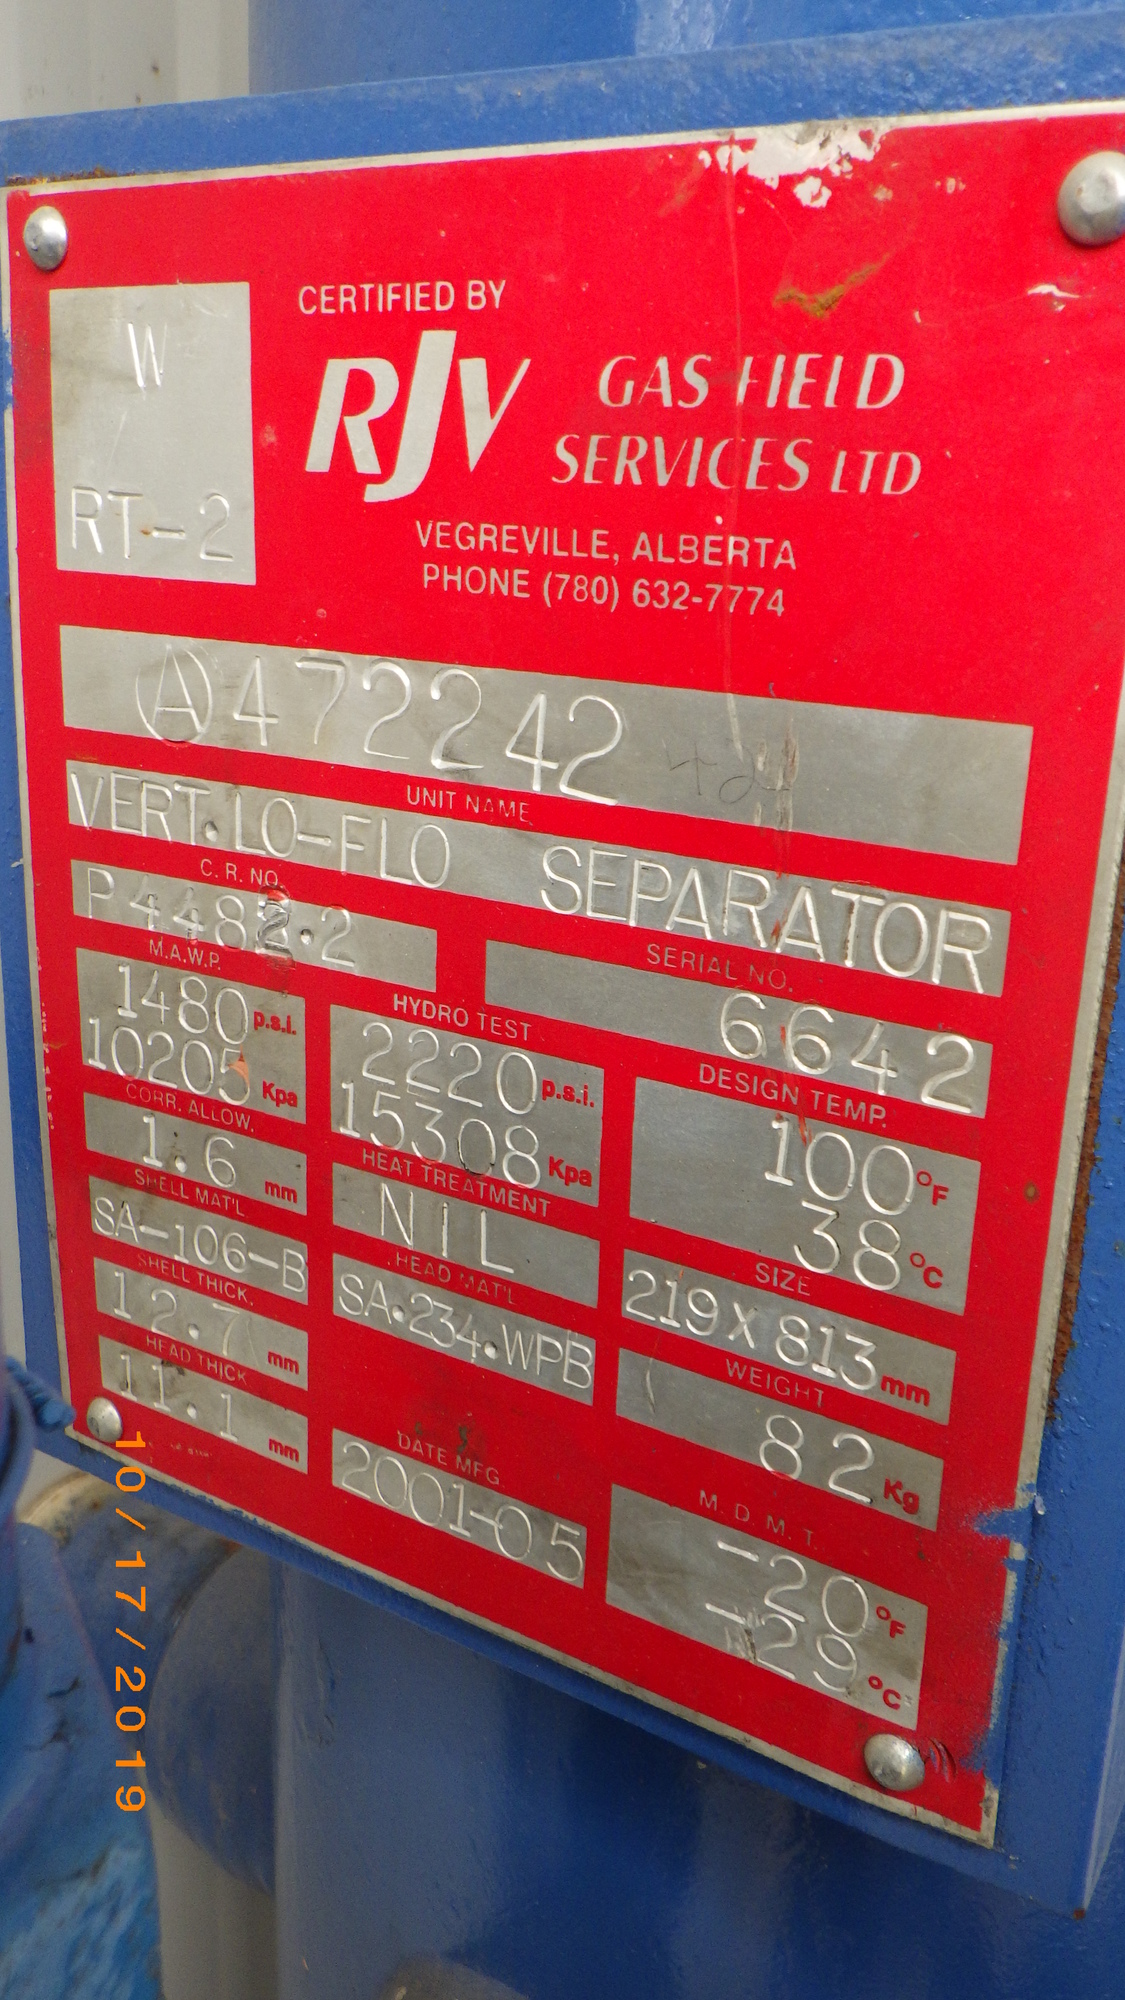 W
RT-2
CERTIFIED BY
RJV GAS FIELD
SERVICES LTD
VEGREVILLE, ALBERTA
PHONE (780) 632-7774
Ⓐ472242
UNIT NAME
VERT. LO-FLO SEPARATOR
C. R. NO.
P4482.2
SERIAL NO.
6642
M.A.W.P.
1480 p.s.i.
10205 Kpa
HYDRO TEST
2220 p.s.i.
15308 Kpa
DESIGN TEMP.
100 °F
38 °C
CORR. ALLOW.
1.6 mm
HEAT TREATMENT
NIL
SHELL MAT'L
SA-106-B
HEAD MAT'L
SA.234.WPB
SIZE
219 X 813 mm
SHELL THICK.
12.7 mm
WEIGHT
82 Kg
HEAD THICK
11.1 mm
DATE MFG.
2001-05
M. D. M. T.
-20 °F
-29 °C
10/17/2019